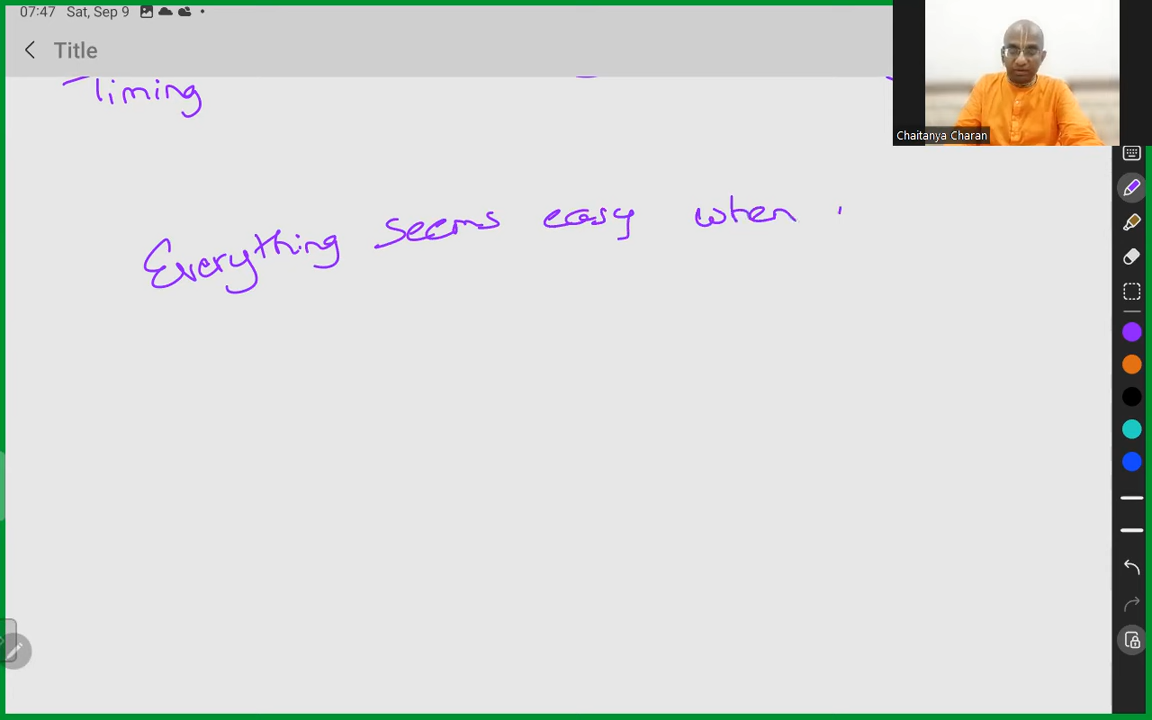 07:47 Sat, Sep 9
Title
Timing
Chaitanya Charan
Everything seems easy when